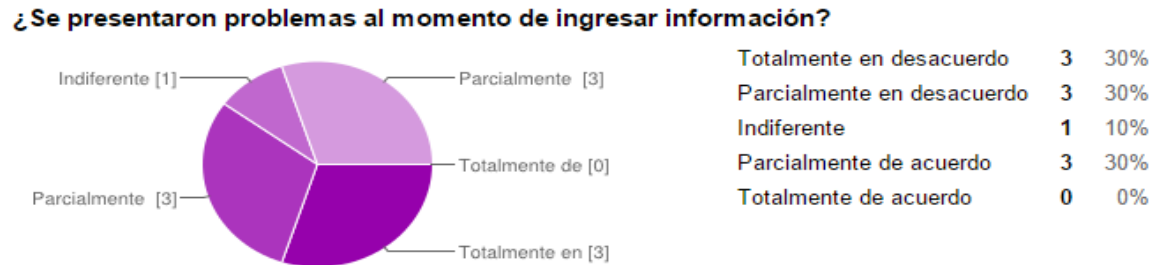 ¿Se presentaron problemas al momento de ingresar información?
Indiferente [1]
Parcialmente [3]
Totalmente de [0]
Parcialmente [3]
Totalmente en [3]
Totalmente en desacuerdo 3 30%
Parcialmente en desacuerdo 3 30%
Indiferente 1 10%
Parcialmente de acuerdo 3 30%
Totalmente de acuerdo 0 0%